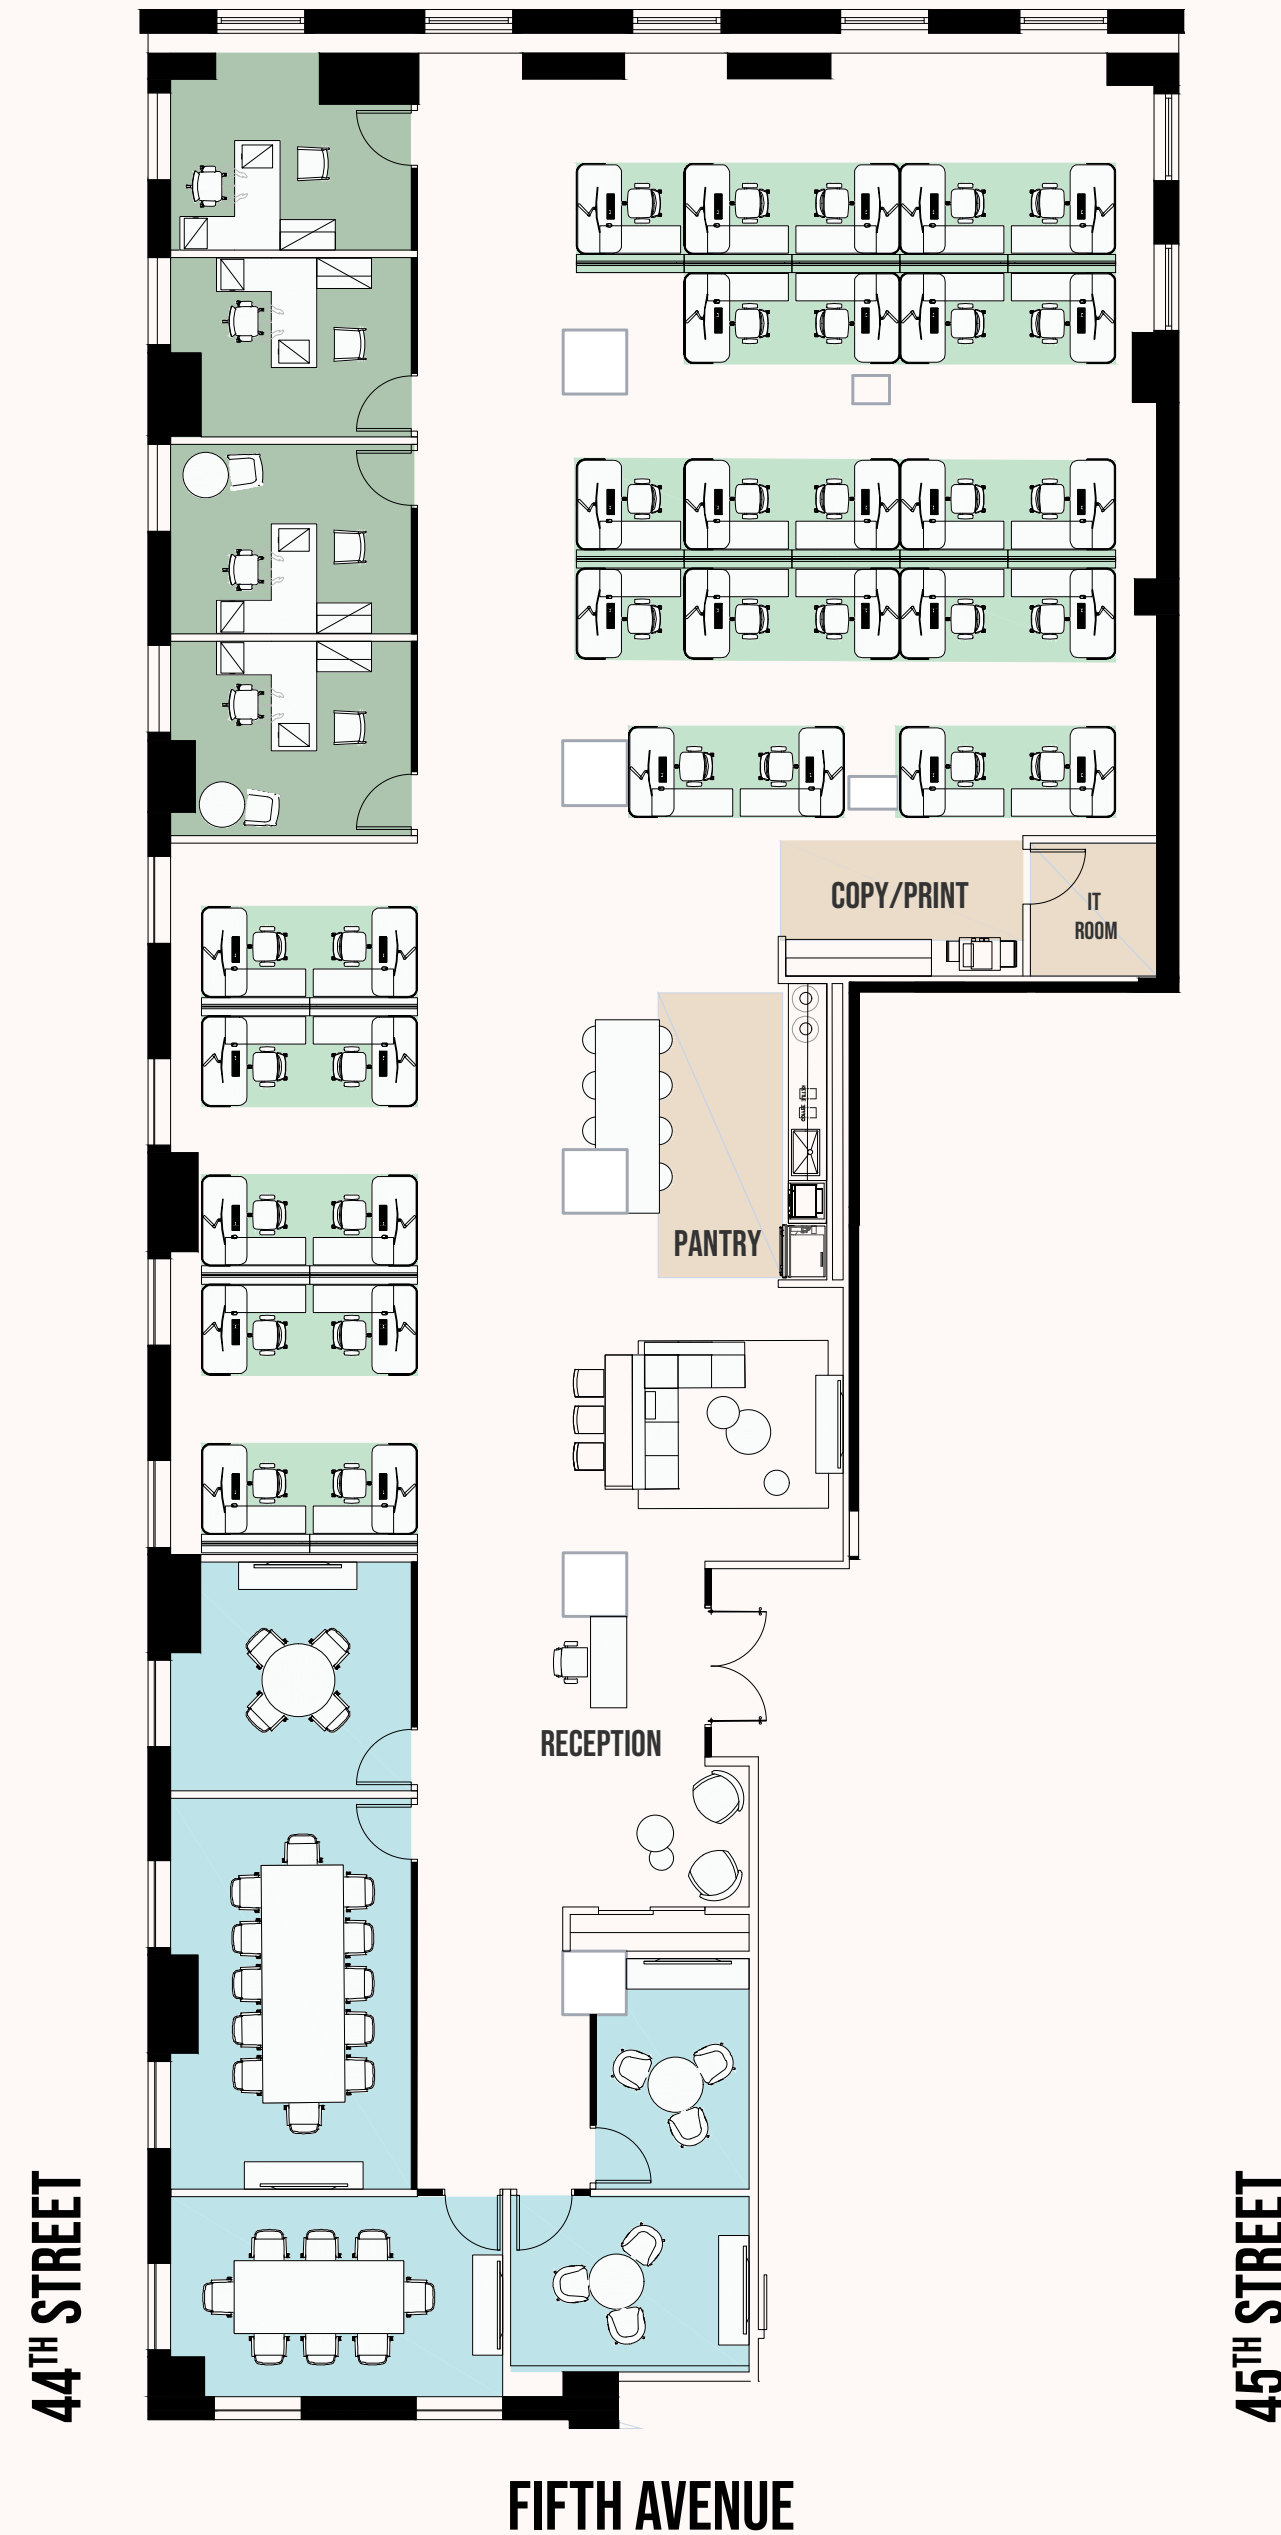 COPY/PRINT
IT
ROOM
PANTRY
RECEPTION
44TH STREET
45TH STREET
FIFTH AVENUE